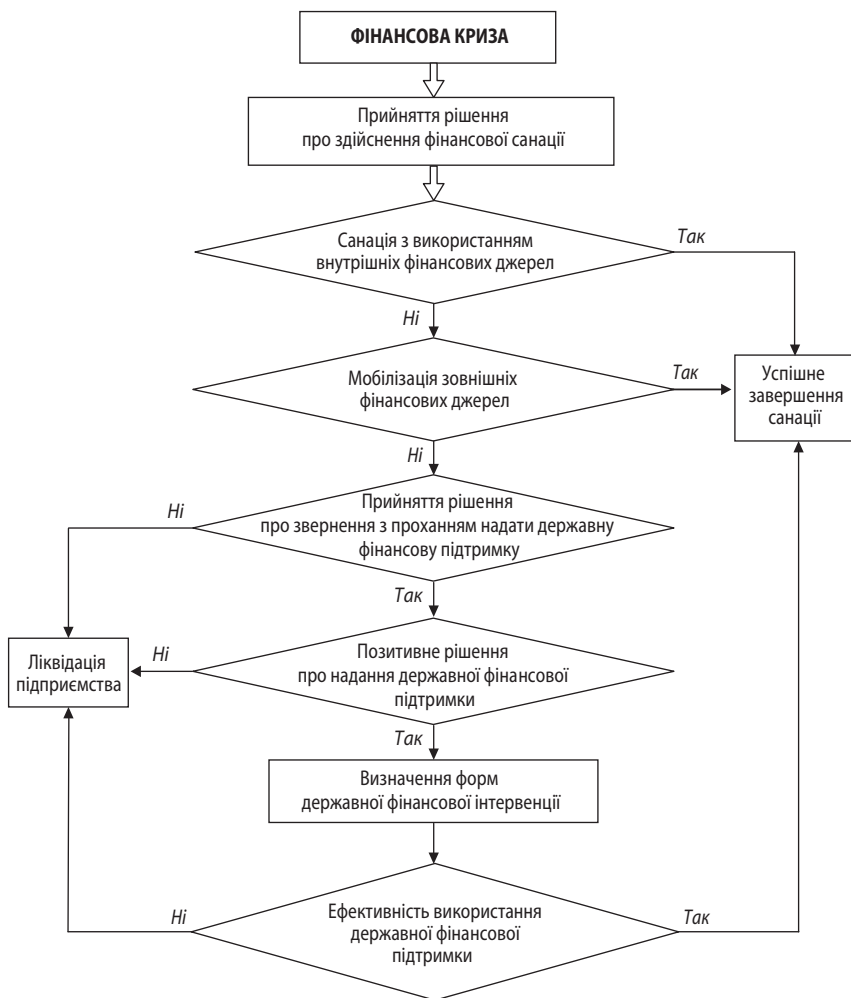 ФІНАНСОВА КРИЗА
Прийняття рішення
про здійснення фінансової санації
Санація з використанням
внутрішніх фінансових джерел
Так
Ні
Мобілізація зовнішніх
фінансових джерел
Так
Успішне
завершення
санації
Ні
Прийняття рішення
про звернення з проханням надати державну
фінансову підтримку
Ні
Так
Позитивне рішення
про надання державної фінансової
підтримки
Ні
Ліквідація
підприємства
Так
Визначення форм
державної фінансової інтервенції
Ефективність використання
державної фінансової
підтримки
Ні
Так